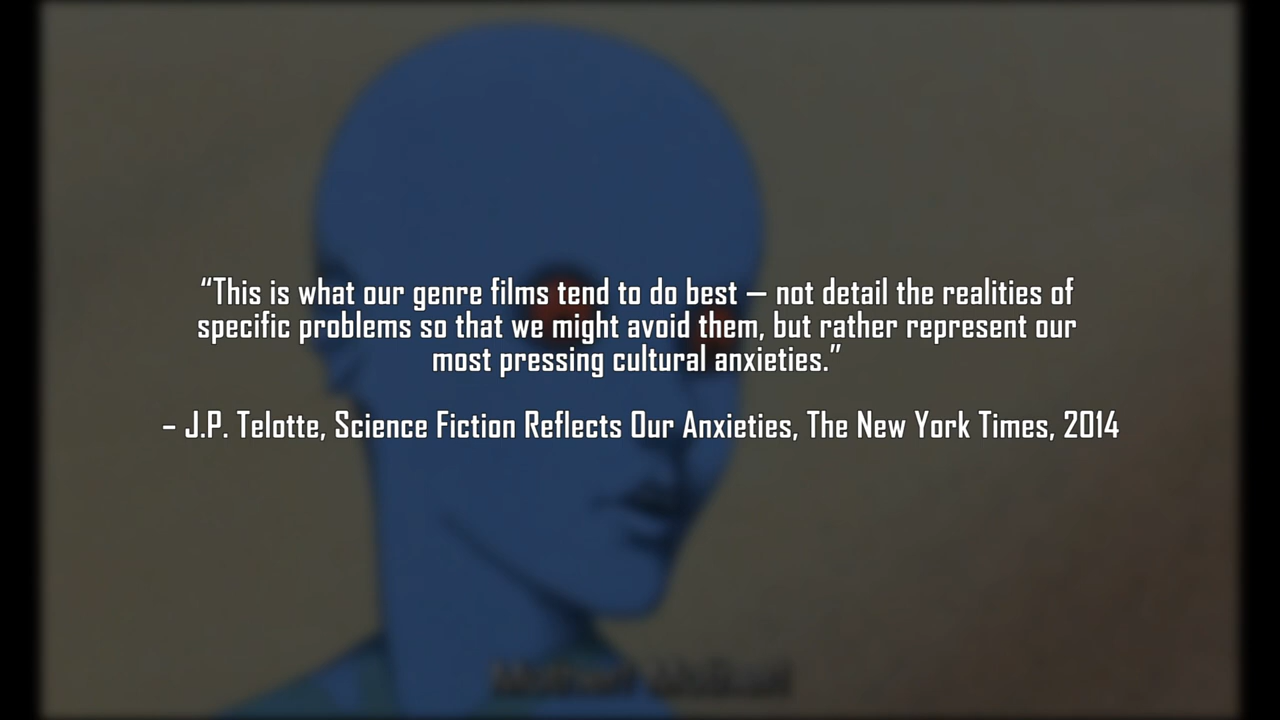 “This is what our genre films tend to do best — not detail the realities of
specific problems so that we might avoid them, but rather represent our
most pressing cultural anxieties.”
– J.P. Telotte, Science Fiction Reflects Our Anxieties, The New York Times, 2014